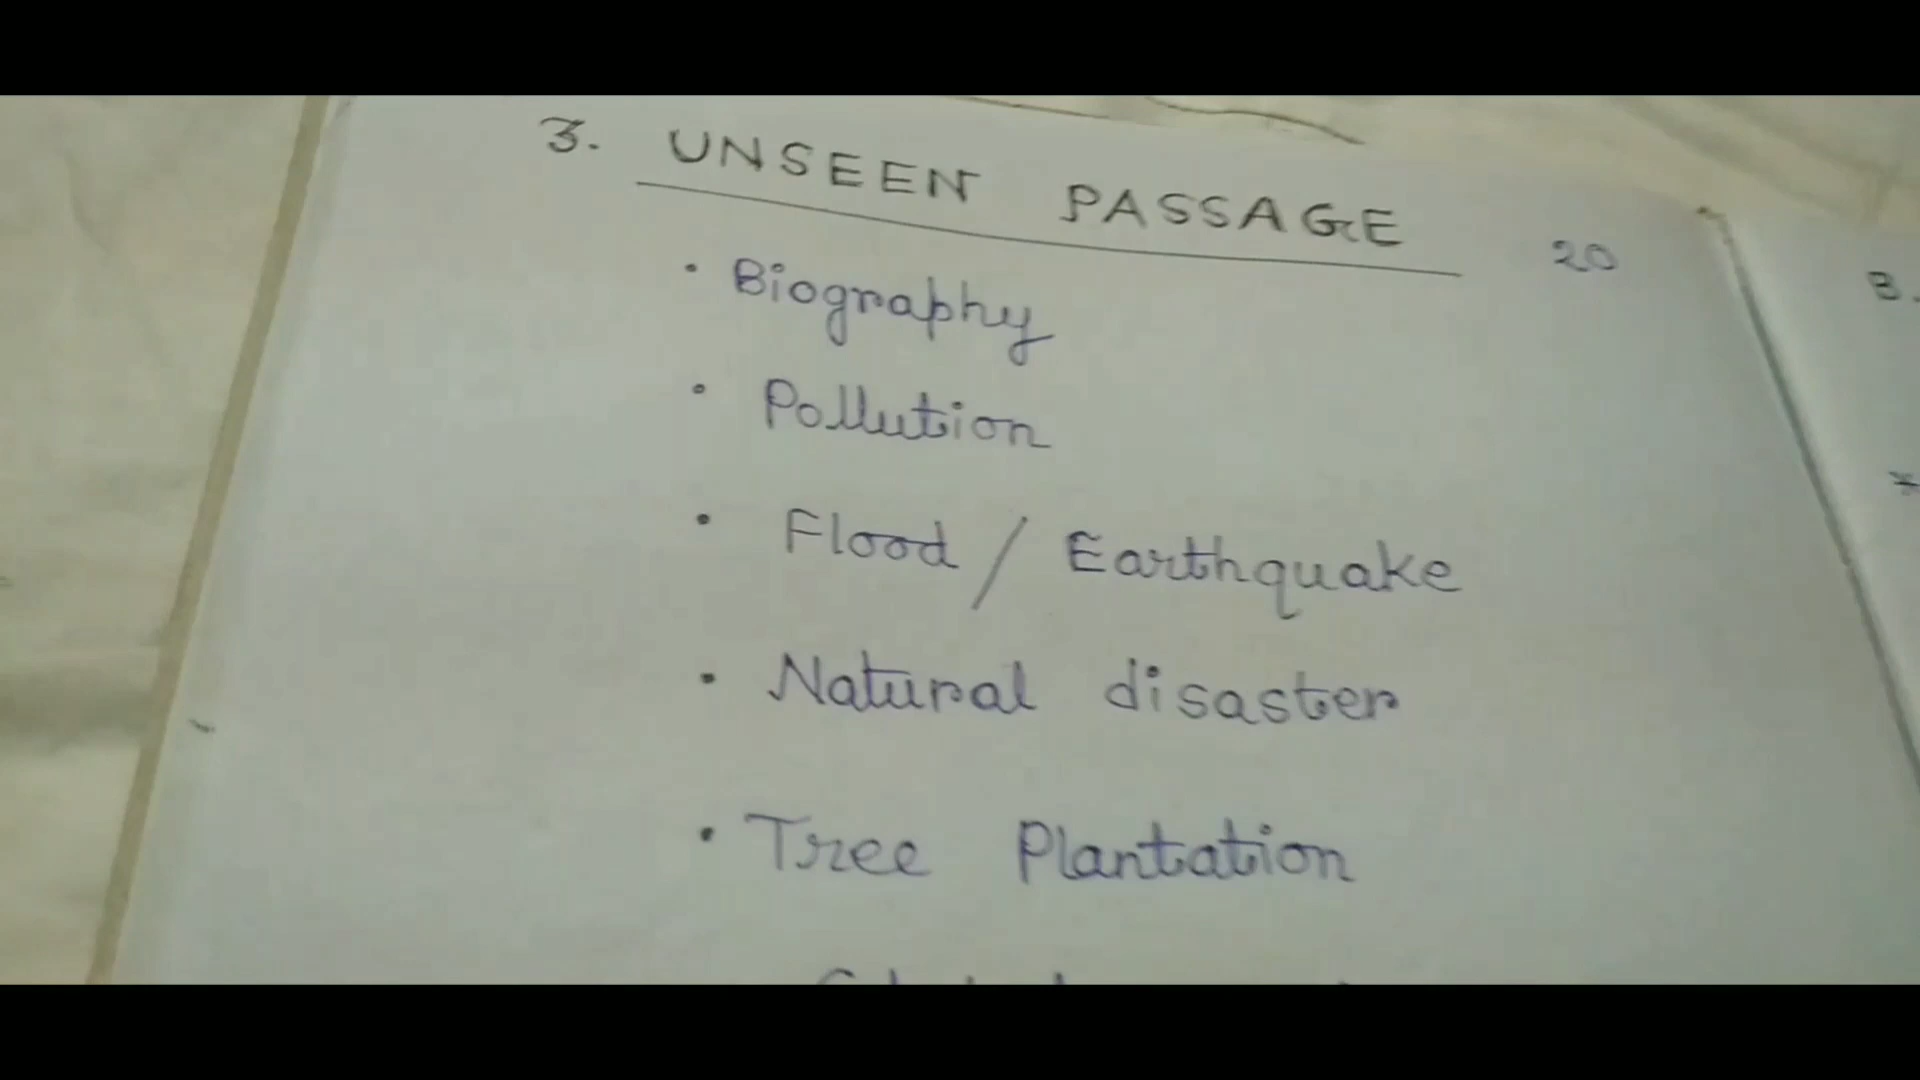 3. UNSEEN PASSAGE 20
• Biography
• Pollution
• Flood / Earthquake
• Natural disaster
• Tree Plantation
B.
*